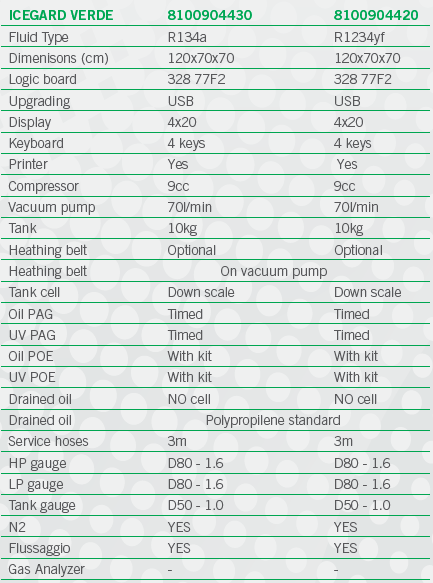 ICEGARD VERDE 8100904430 8100904420
Fluid Type R134a R1234yf
Dimenisons (cm) 120x70x70 120x70x70
Logic board 328 77F2 328 77F2
Upgrading USB USB
Display 4x20 4x20
Keyboard 4 keys 4 keys
Printer Yes Yes
Compressor 9cc 9cc
Vacuum pump 70l/min 70l/min
Tank 10kg 10kg
Heathing belt Optional Optional
Heathing belt On vacuum pump
Tank cell Down scale Down scale
Oil PAG Timed Timed
UV PAG Timed Timed
Oil POE With kit With kit
UV POE With kit With kit
Drained oil NO cell NO cell
Drained oil Polypropilene standard
Service hoses 3m 3m
HP gauge D80 - 1.6 D80 - 1.6
LP gauge D80 - 1.6 D80 - 1.6
Tank gauge D50 - 1.0 D50 - 1.0
N2 YES YES
Flussaggio YES YES
Gas Analyzer - -